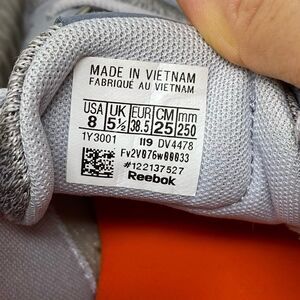 MADE IN VIETNAM
FABRIQUÉ AU VIETNAM
USA UK EUR CM mm
8 5½ 38.5 25 250
1Y3001 119 DV4478
Fv2V076w00033
#122137527
Reebok